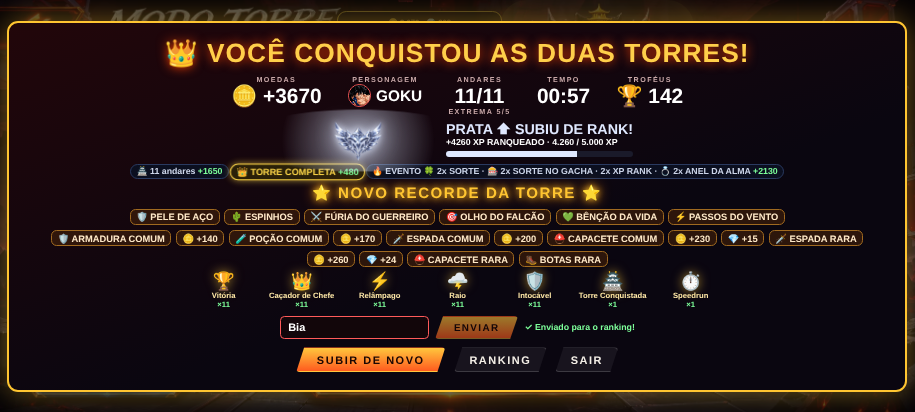 MODO TORRE
VOCÊ CONQUISTOU AS DUAS TORRES!
MOEDAS PERSONAGEM ANDARES TEMPO TROFÉUS
+3670 GOKU 11/11 00:57 142
EXTREMA 5/5
PRATA ⬆ SUBIU DE RANK!
+4260 XP RANQUEADO · 4.260 / 5.000 XP
11 andares +1650 TORRE COMPLETA +480 EVENTO 🍀 2x SORTE · 🎰 2x SORTE NO GACHA · 2x XP RANK · 💍 2x ANEL DA ALMA +2130
⭐ NOVO RECORDE DA TORRE ⭐
PELE DE AÇO ESPINHOS FÚRIA DO GUERREIRO OLHO DO FALCÃO BÊNÇÃO DA VIDA PASSOS DO VENTO
ARMADURA COMUM +140 POÇÃO COMUM +170 ESPADA COMUM +200 CAPACETE COMUM +230 +15 ESPADA RARA
+260 +24 CAPACETE RARA BOTAS RARA
Vitória Caçador de Chefe Relâmpago Raio Intocável Torre Conquistada Speedrun
×11 ×11 ×11 ×11 ×11 ×1 ×1
Bia ENVIAR ✓ Enviado para o ranking!
SUBIR DE NOVO RANKING SAIR